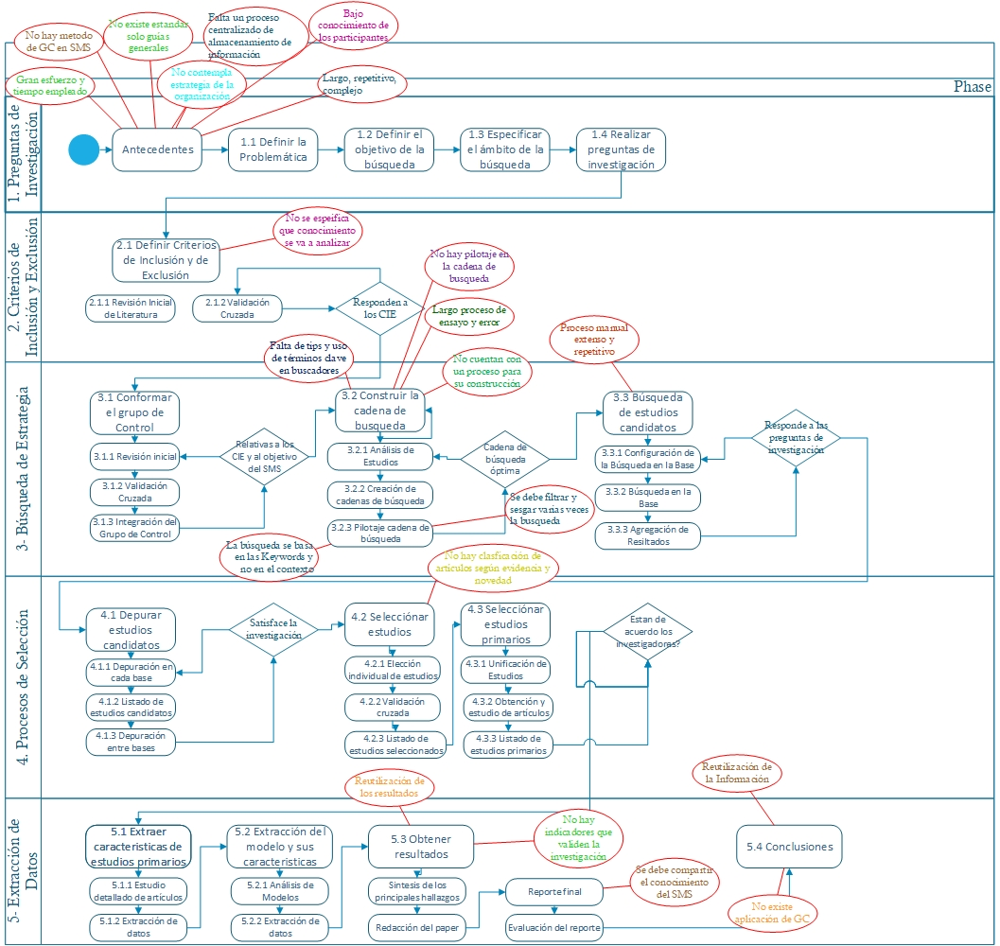 No hay metodo
de GC en SMS
No existe estandar
solo guias
generales
Falta un proceso
centralizado de
almacenamiento de
información
Bajo
conocimiento de
los participantes
Gran esfuerzo y
tiempo empleado
No contempla
estrategia de la
organización
Largo, repetitivo,
complejo
Phase
1. Preguntas de
Investigación
Antecedentes
1.1 Definir la
Problemática
1.2 Definir el
objetivo de la
búsqueda
1.3 Especificar
el ámbito de la
búsqueda
1.4 Realizar
preguntas de
investigación
2. Criterios de
Inclusión y Exclusión
No se espeifica
que conocimiento
se va a analizar
2.1 Definir Criterios
de Inclusión y de
Exclusión
2.1.1 Revisión Inicial
de Literatura
2.1.2 Validación
Cruzada
Responden a
los CIE
No hay pilotaje en
la cadena de
busqueda
Largo proceso de
ensayo y error
Proceso manual
extenso y
repetitivo
Falta de tips y uso
de términos clave
en buscadores
No cuentan con
un proceso para
su construcción
3- Búsqueda de Estrategia
3.1 Conformar
el grupo de
Control
3.1.1 Revisión inicial
3.1.2 Validación
Cruzada
3.1.3 Integración del
Grupo de Control
Relativas a los
CIE y al objetivo
del SMS
3.2 Construir la
cadena de
busqueda
3.2.1 Análisis de
Estudios
3.2.2 Creación de
cadenas de búsqueda
3.2.3 Pilotaje cadena de
búsqueda
Cadena de
búsqueda
óptima
Se debe filtrar y
sesgar varias veces
la busqueda
3.3 Búsqueda
de estudios
candidatos
3.3.1 Configuración de
la Búsqueda en la Base
3.3.2 Búsqueda en la
Base
3.3.3 Agregación de
Resiltados
Responde a las
preguntas de
investigación
La búsqueda se basa
en las Keywords y
no en el contexto
No hay clasficación de
articulos según evidencia y
novedad
4. Procesos de Selección
4.1 Depurar
estudios
candidatos
4.1.1 Depuración en
cada base
4.1.2 Listado de
estudios candidatos
4.1.3 Depuración
entre bases
Satisface la
investigación
4.2 Selecciónar
estudios
4.2.1 Elección
individual de estudios
4.2.2 Validación
cruzada
4.2.3 Listado de
estudios seleccionados
4.3 Selecciónar
estudios
primarios
4.3.1 Unificación de
Estudios
4.3.2 Obtención y
estudio de artículos
4.3.3 Listado de
estudios primarios
Estan de
acuerdo los
investigadores?
Reutilización de
los resultados
Reutilización de
la Información
5- Extracción de
Datos
5.1 Extraer
caracteristicas de
estudios primarios
5.1.1 Estudio
detallado de artículos
5.1.2 Extracción de
datos
5.2 Extracción del
modelo y sus
caracteristicas
5.2.1 Análisis de
Modelos
5.2.2 Extracción de
datos
5.3 Obtener
resultados
Síntesis de los
principales hallazgos
Redacción del paper
No hay
indicadores que
validen la
investigación
Reporte final
Evaluación del reporte
Se debe compartir
el conocimiento
del SMS
5.4 Conclusiones
No existe
aplicación de GC